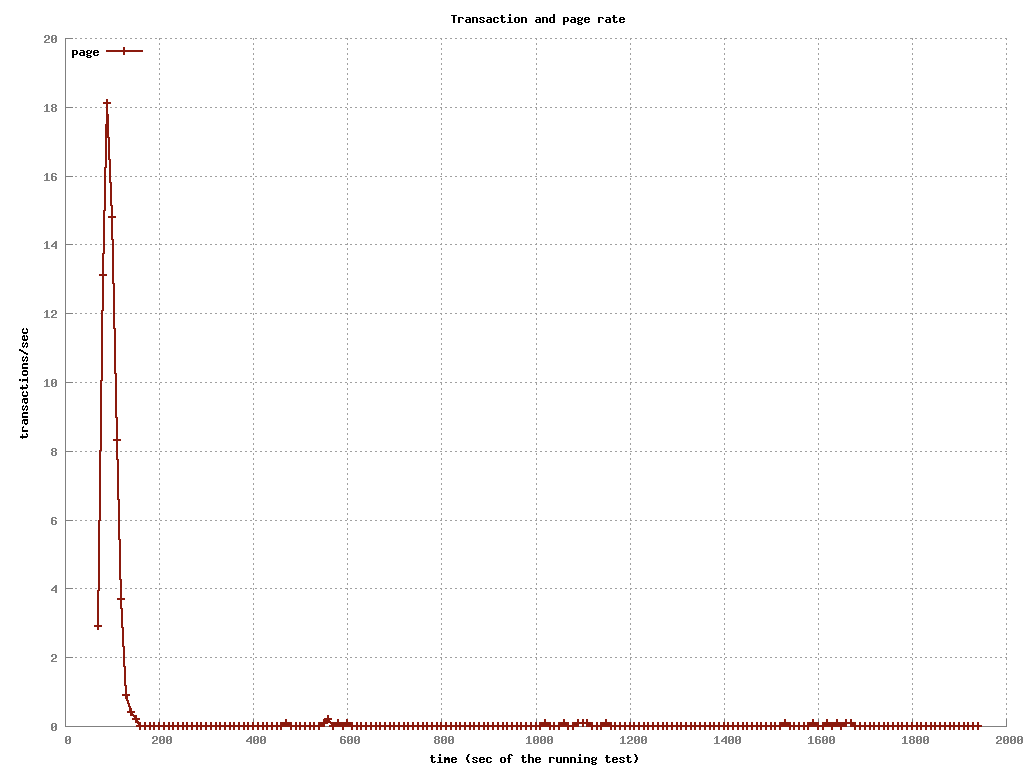 Transaction and page rate
page
20
18
16
14
12
10
8
6
4
2
0
transactions/sec
0 200 400 600 800 1000 1200 1400 1600 1800 2000
time (sec of the running test)